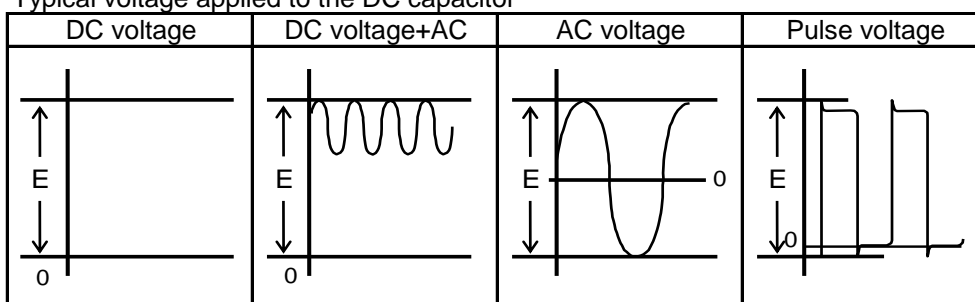 Typical voltage applied to the DC capacitor
DC voltage DC voltage+AC AC voltage Pulse voltage
E E E 0 E
0
0 0